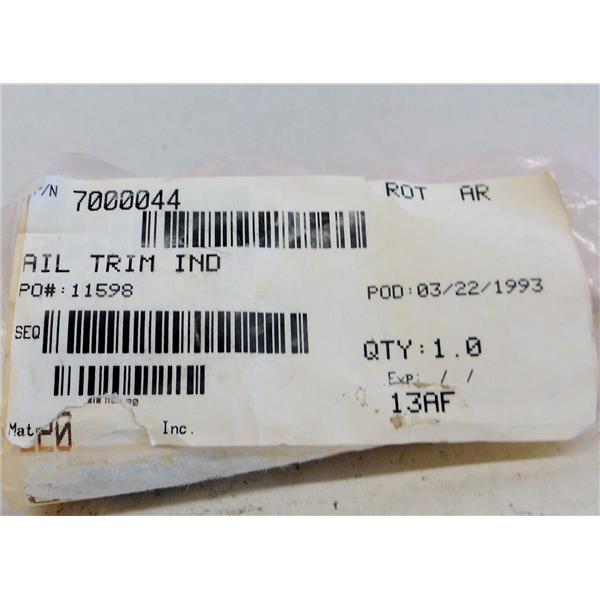 P/N 7000044 ROT AR
AIL TRIM IND
PO#:11598 POD:03/22/1993
SEQ
QTY:1.0
Exp: / /
13AF
Inc.